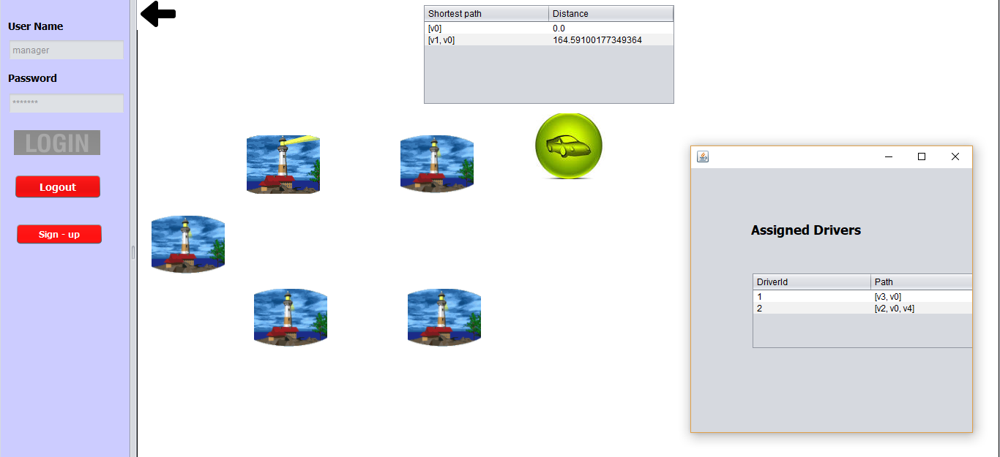 User Name
manager
Password
*******
LOGIN
Logout
Sign - up
Shortest path Distance
[v0] 0.0
[v1, v0] 164.59100177349364
Assigned Drivers
DriverId Path
1 [v3, v0]
2 [v2, v0, v4]